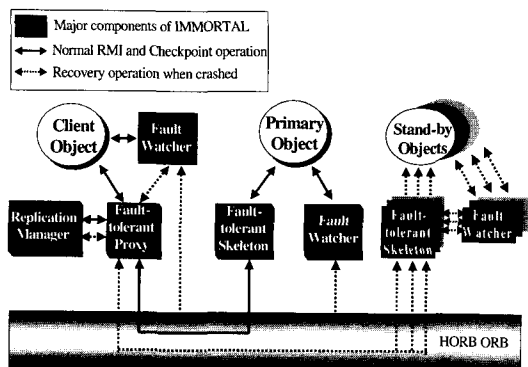 Major components of IMMORTAL
Normal RMI and Checkpoint operation
Recovery operation when crashed
Client
Object
Fault
Watcher
Primary
Object
Stand-by
Objects
Replication
Manager
Fault-
tolerant
Proxy
Fault-
tolerant
Skeleton
Fault
Watcher
Fault-
tolerant
Skeleton
Fault
Watcher
HORB ORB